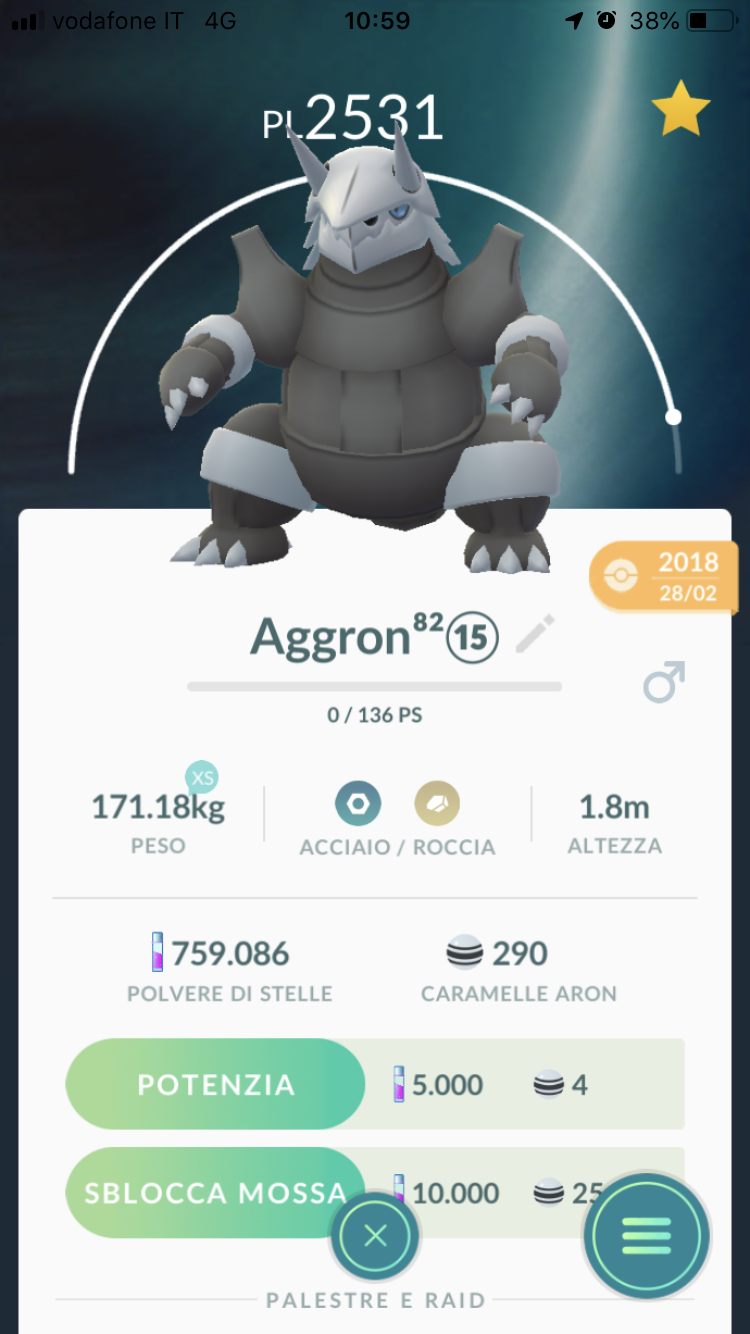 vodafone IT 4G 10:59 38%
PL2531
2018
28/02
Aggron⁸²⑮
0 / 136 PS
XS
171.18kg 1.8m
PESO ACCIAIO / ROCCIA ALTEZZA
759.086 290
POLVERE DI STELLE CARAMELLE ARON
POTENZIA 5.000 4
SBLOCCA MOSSA 10.000 25
PALESTRE E RAID